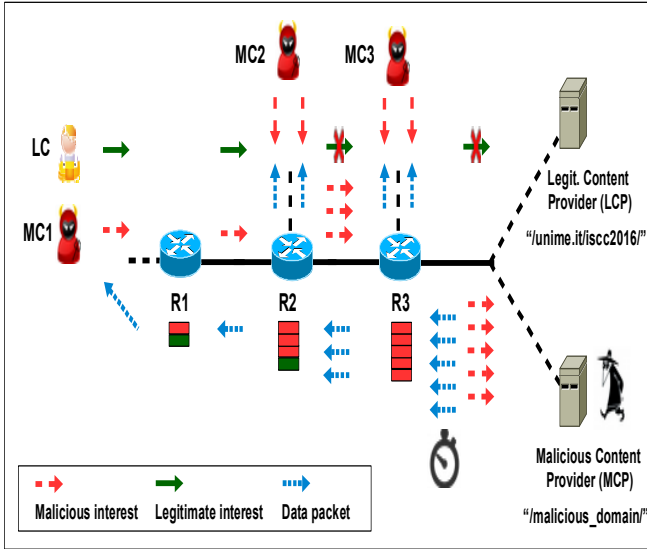 MC2
MC3
LC
MC1
Legit. Content
Provider (LCP)
“/unime.it/iscc2016/”
R1
R2
R3
Malicious Content
Provider (MCP)
“/malicious_domain/”
Malicious interest
Legitimate interest
Data packet